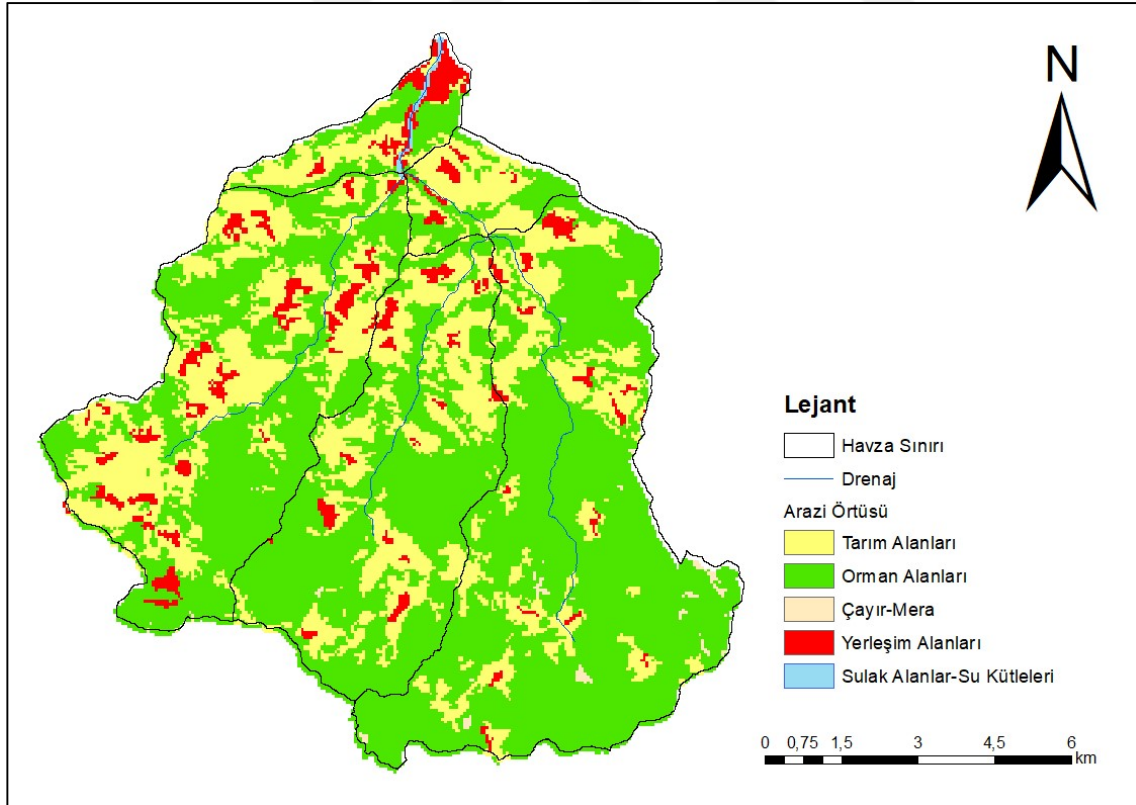 N
Lejant
Havza Sınırı
Drenaj
Arazi Örtüsü
Tarım Alanları
Orman Alanları
Çayır-Mera
Yerleşim Alanları
Sulak Alanlar-Su Kütleleri
0 0,75 1,5 3 4,5 6
km